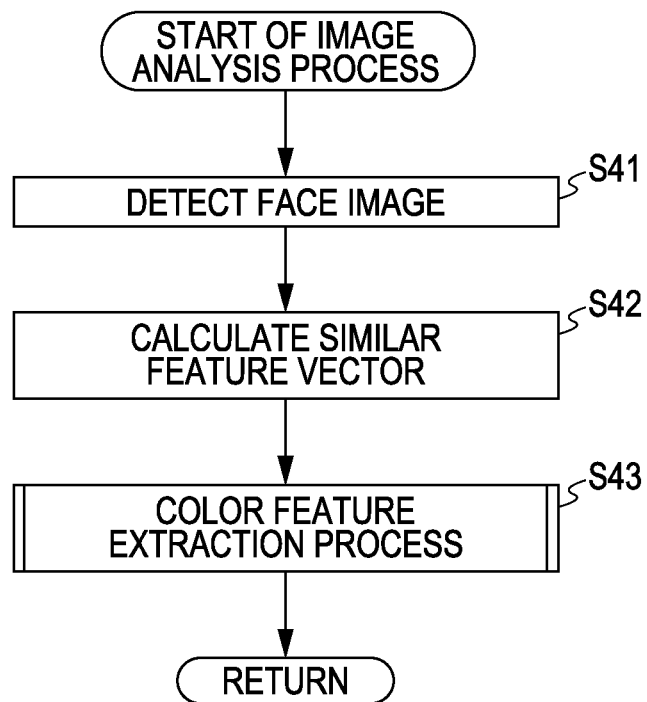 START OF IMAGE
ANALYSIS PROCESS
S41
DETECT FACE IMAGE
S42
CALCULATE SIMILAR
FEATURE VECTOR
S43
COLOR FEATURE
EXTRACTION PROCESS
RETURN